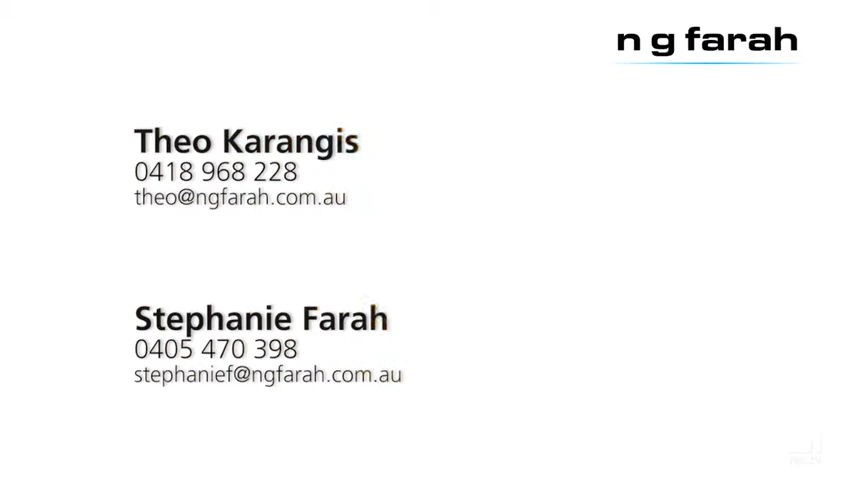 n g farah
Theo Karangis
0418 968 228
theo@ngfarah.com.au
Stephanie Farah
0405 470 398
stephanief@ngfarah.com.au